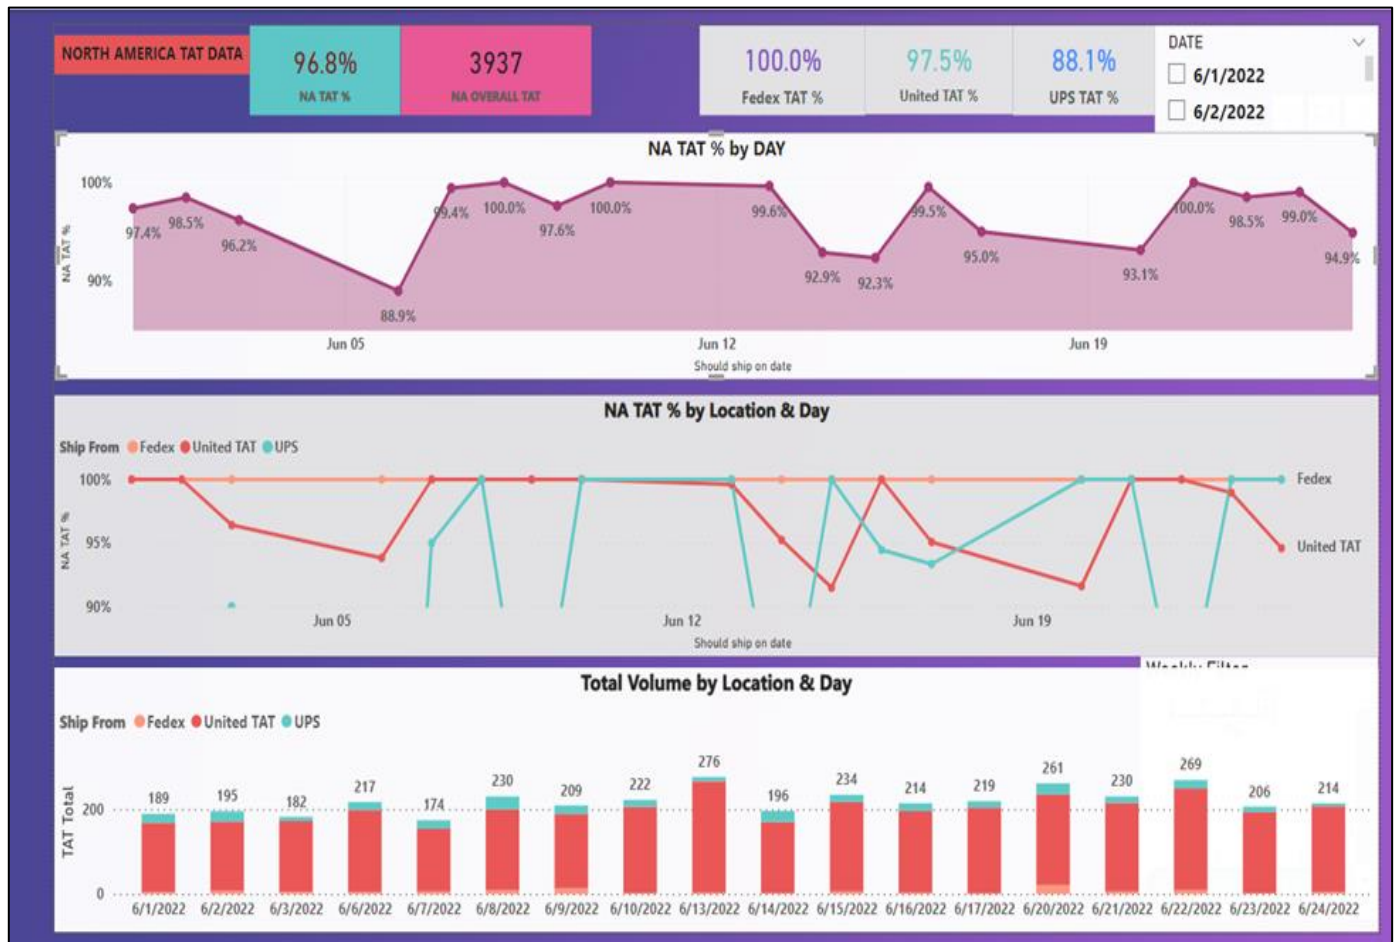 NORTH AMERICA TAT DATA
96.8%
NA TAT %
3937
NA OVERALL TAT
100.0%
Fedex TAT %
97.5%
United TAT %
88.1%
UPS TAT %
DATE
6/1/2022
6/2/2022
NA TAT % by DAY
NA TAT %
100%
90%
97.4%
98.5%
96.2%
88.9%
99.4%
100.0%
97.6%
100.0%
99.6%
92.9%
92.3%
99.5%
95.0%
93.1%
100.0%
98.5%
99.0%
94.9%
Jun 05
Jun 12
Jun 19
Should ship on date
NA TAT % by Location & Day
Ship From Fedex United TAT UPS
NA TAT %
100%
95%
90%
Fedex
United TAT
Jun 05
Jun 12
Jun 19
Should ship on date
Weekly Filter
Total Volume by Location & Day
Ship From Fedex United TAT UPS
TAT Total
200
0
189
195
182
217
174
230
209
222
276
196
234
214
219
261
230
269
206
214
6/1/2022
6/2/2022
6/3/2022
6/6/2022
6/7/2022
6/8/2022
6/9/2022
6/10/2022
6/13/2022
6/14/2022
6/15/2022
6/16/2022
6/17/2022
6/20/2022
6/21/2022
6/22/2022
6/23/2022
6/24/2022